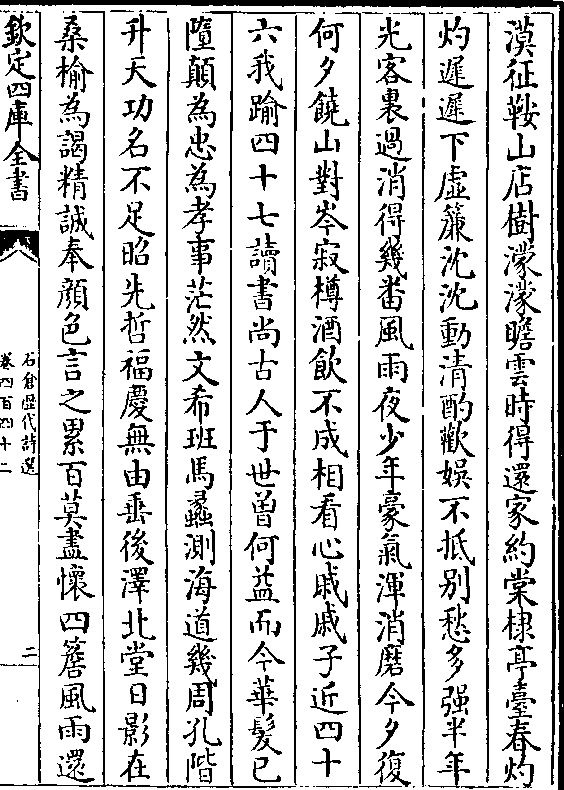 漠征鞍山店樹濛濛瞻雲時得還家約棠棣亭臺春灼
灼遲遲下虛簾沈沈動清酌歡娛不抵别愁多强半年
光客裏過消得幾番風雨夜少年豪氣渾消磨今夕復
何夕饒山對岑寂樽酒飲不成相看心戚戚子近四十
六我踰四十七讀書尚古人于世曾何益而今華髮已
墮顛為忠為孝事茫然文希班馬蠡測海道幾周孔階
升天功名不足昭先哲福慶無由垂後澤北堂日影在
桑榆為謁精誠奉顔色言之累百莫盡懷四簷風雨還
欽定四庫全書
石倉歷代詩選
卷四百四十二
二